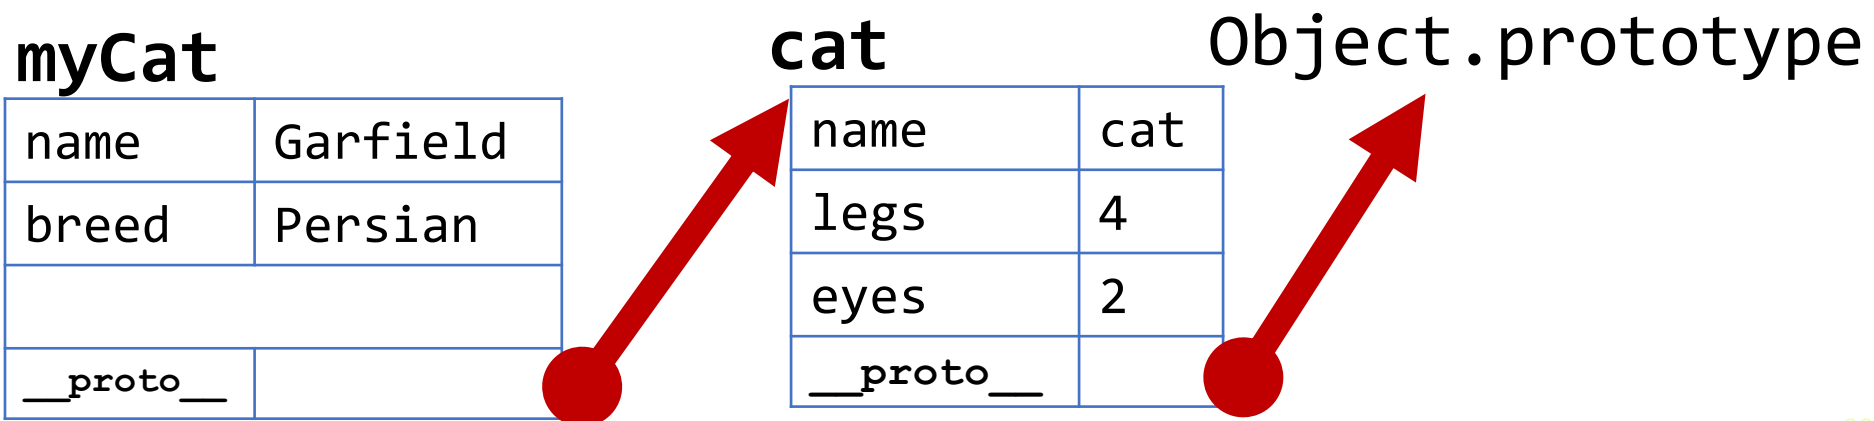 myCat
name Garfield
breed Persian
__proto__
cat
name cat
legs 4
eyes 2
__proto__
Object.prototype